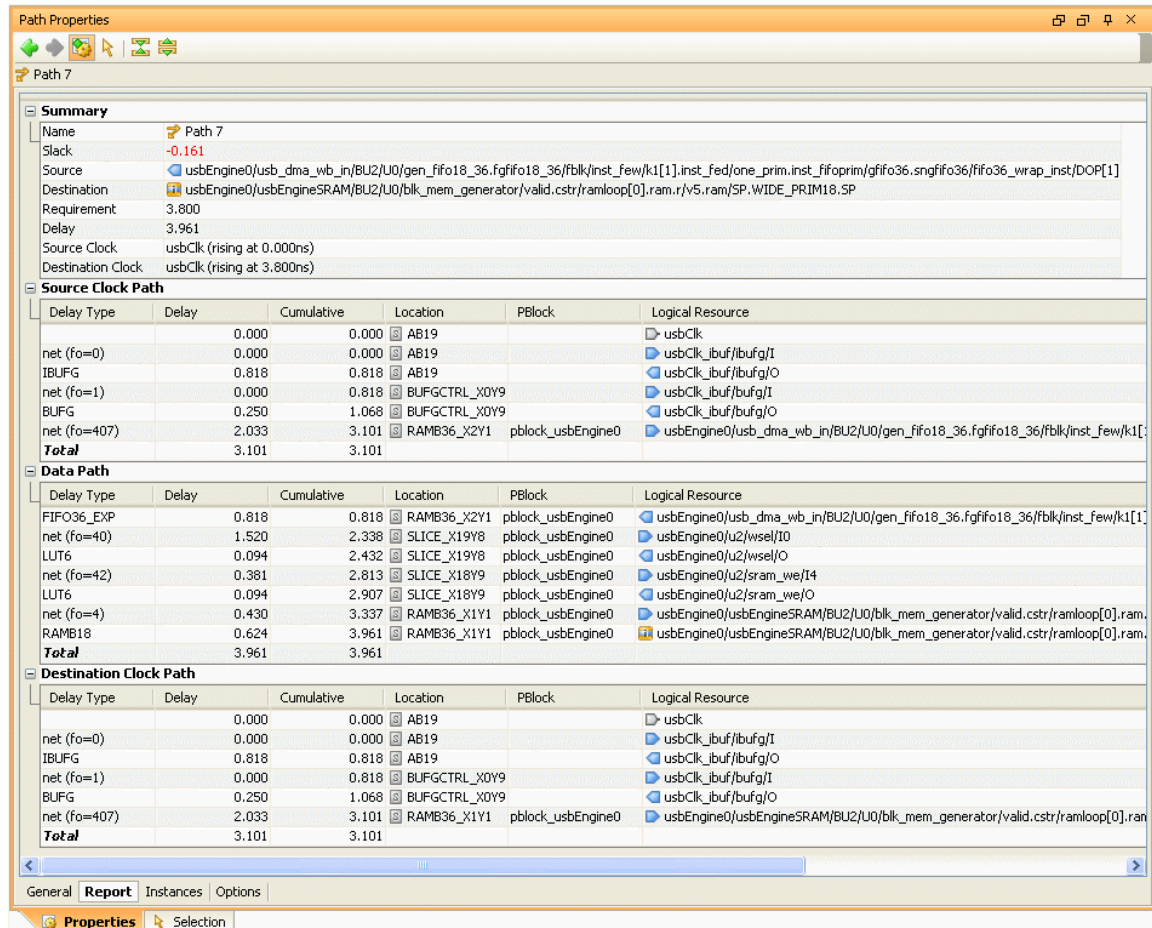 Path Properties
Path 7
Summary
Name Path 7
Slack -0.161
Source usbEngine0/usb_dma_wb_in/BU2/U0/gen_fifo18_36.fgfifo18_36/fblk/inst_few/k1[1].inst_fed/one_prim.inst_fifoprim/gfifo36.sngfifo36/fifo36_wrap_inst/DOP[1]
Destination usbEngine0/usbEngineSRAM/BU2/U0/blk_mem_generator/valid.cstr/ramloop[0].ram.r/v5.ram/SP.WIDE_PRIM18.SP
Requirement 3.800
Delay 3.961
Source Clock usbClk (rising at 0.000ns)
Destination Clock usbClk (rising at 3.800ns)
Source Clock Path
Delay Type Delay Cumulative Location PBlock Logical Resource
0.000 0.000 S AB19 usbClk
net (fo=0) 0.000 0.000 S AB19 usbClk_ibuf/ibufg/I
IBUFG 0.818 0.818 S AB19 usbClk_ibuf/ibufg/O
net (fo=1) 0.000 0.818 S BUFGCTRL_X0Y9 usbClk_ibuf/bufg/I
BUFG 0.250 1.068 S BUFGCTRL_X0Y9 usbClk_ibuf/bufg/O
net (fo=407) 2.033 3.101 S RAMB36_X2Y1 pblock_usbEngine0 usbEngine0/usb_dma_wb_in/BU2/U0/gen_fifo18_36.fgfifo18_36/fblk/inst_few/k1[
Total 3.101 3.101
Data Path
Delay Type Delay Cumulative Location PBlock Logical Resource
FIFO36_EXP 0.818 0.818 S RAMB36_X2Y1 pblock_usbEngine0 usbEngine0/usb_dma_wb_in/BU2/U0/gen_fifo18_36.fgfifo18_36/fblk/inst_few/k1[1]
net (fo=40) 1.520 2.338 S SLICE_X19Y8 pblock_usbEngine0 usbEngine0/u2/wsel/I0
LUT6 0.094 2.432 S SLICE_X19Y8 pblock_usbEngine0 usbEngine0/u2/wsel/O
net (fo=42) 0.381 2.813 S SLICE_X18Y9 pblock_usbEngine0 usbEngine0/u2/sram_we/I4
LUT6 0.094 2.907 S SLICE_X18Y9 pblock_usbEngine0 usbEngine0/u2/sram_we/O
net (fo=4) 0.430 3.337 S RAMB36_X1Y1 pblock_usbEngine0 usbEngine0/usbEngineSRAM/BU2/U0/blk_mem_generator/valid.cstr/ramloop[0].ram.
RAMB18 0.624 3.961 S RAMB36_X1Y1 pblock_usbEngine0 usbEngine0/usbEngineSRAM/BU2/U0/blk_mem_generator/valid.cstr/ramloop[0].ram.
Total 3.961 3.961
Destination Clock Path
Delay Type Delay Cumulative Location PBlock Logical Resource
0.000 0.000 S AB19 usbClk
net (fo=0) 0.000 0.000 S AB19 usbClk_ibuf/ibufg/I
IBUFG 0.818 0.818 S AB19 usbClk_ibuf/ibufg/O
net (fo=1) 0.000 0.818 S BUFGCTRL_X0Y9 usbClk_ibuf/bufg/I
BUFG 0.250 1.068 S BUFGCTRL_X0Y9 usbClk_ibuf/bufg/O
net (fo=407) 2.033 3.101 S RAMB36_X1Y1 pblock_usbEngine0 usbEngine0/usbEngineSRAM/BU2/U0/blk_mem_generator/valid.cstr/ramloop[0].ran
Total 3.101 3.101
General Report Instances Options
Properties Selection